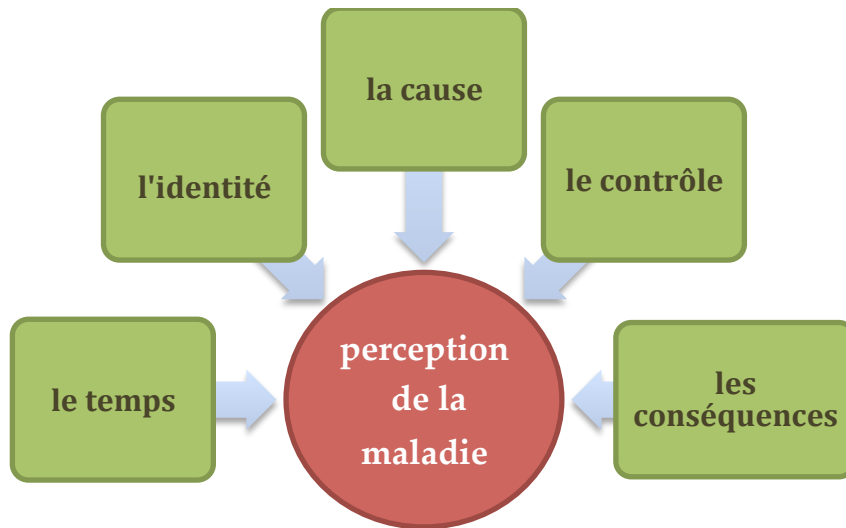 la cause
l'identité
le contrôle
le temps
perception
de la
maladie
les
conséquences